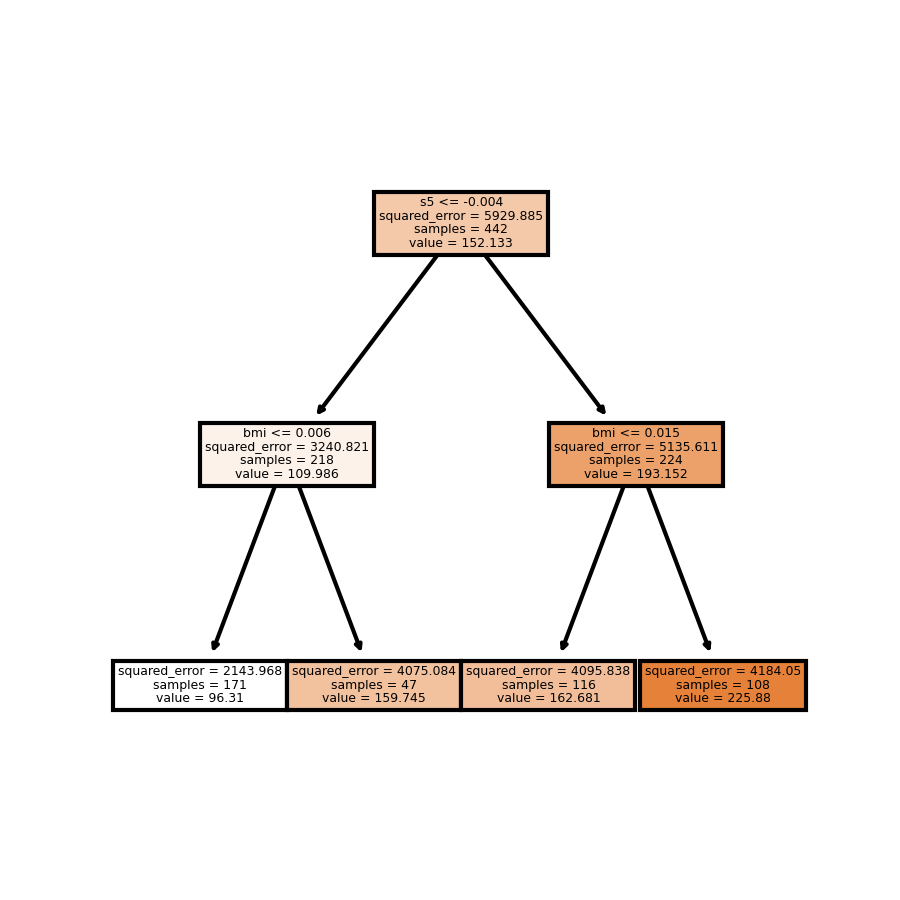 s5 <= -0.004
squared_error = 5929.885
samples = 442
value = 152.133
bmi <= 0.006
squared_error = 3240.821
samples = 218
value = 109.986
bmi <= 0.015
squared_error = 5135.611
samples = 224
value = 193.152
squared_error = 2143.968
samples = 171
value = 96.31
squared_error = 4075.084
samples = 47
value = 159.745
squared_error = 4095.838
samples = 116
value = 162.681
squared_error = 4184.05
samples = 108
value = 225.88